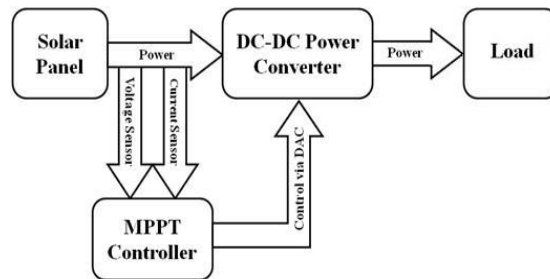 Solar
Panel
Power
DC-DC Power
Converter
Power
Load
Voltage Sensor
Current Sensor
Control via DAC
MPPT
Controller